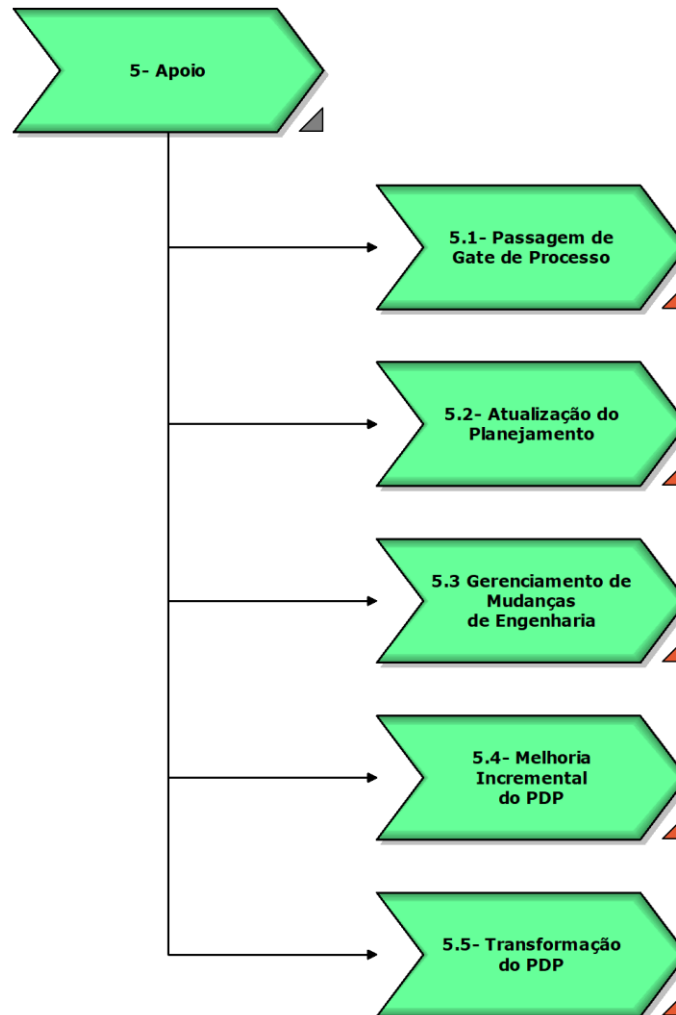 5- Apoio
5.1- Passagem de
Gate de Processo
5.2- Atualização do
Planejamento
5.3 Gerenciamento de
Mudanças
de Engenharia
5.4- Melhoria
Incremental
do PDP
5.5- Transformação
do PDP